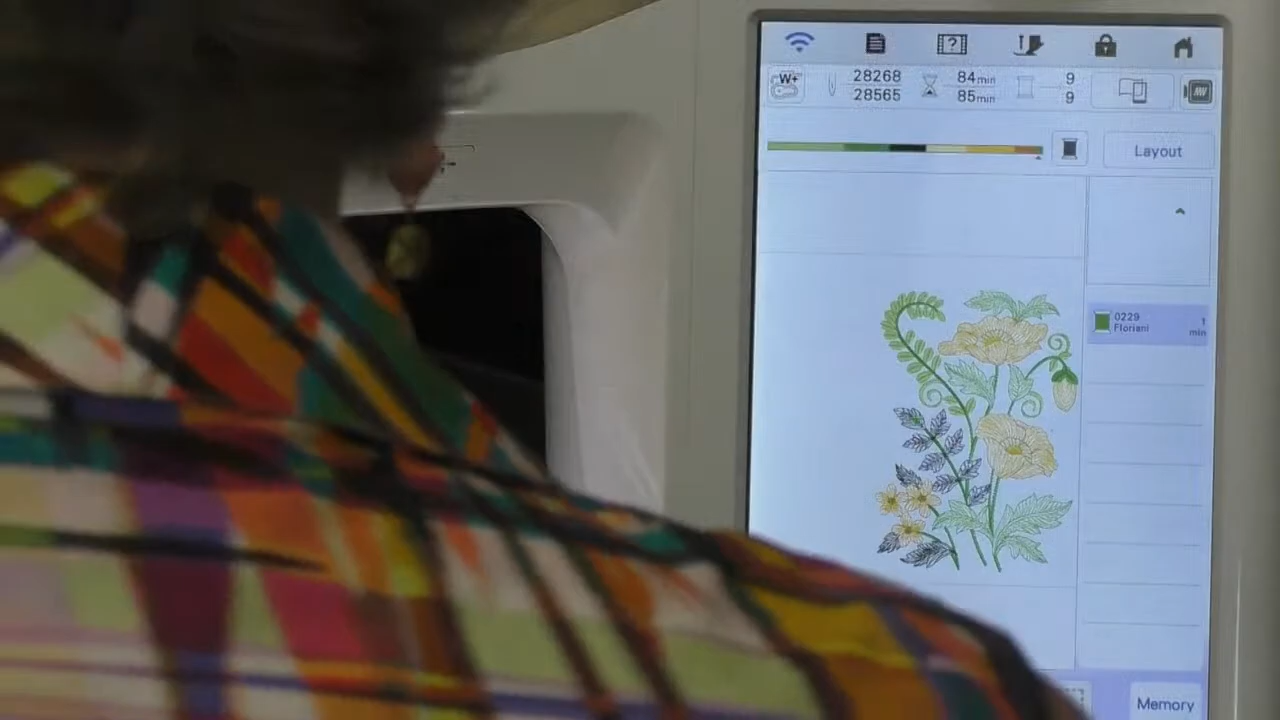 W+
28268
28565
84 min
85 min
9
9
Layout
0229
Floriani
1
min
Memory